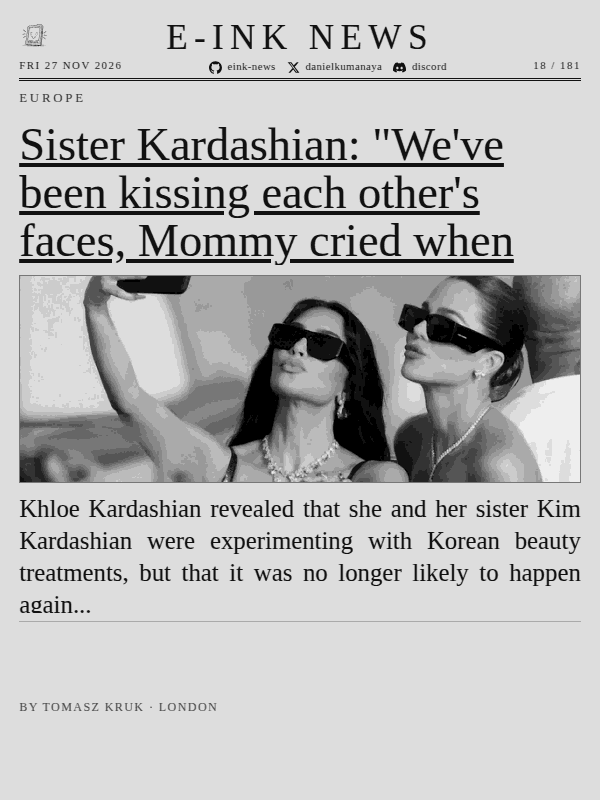 E-INK NEWS
FRI 27 NOV 2026
eink-news
danielkumanaya
discord
18 / 181
EUROPE
Sister Kardashian: "We've
been kissing each other's
faces, Mommy cried when
Khloe Kardashian revealed that she and her sister Kim
Kardashian were experimenting with Korean beauty
treatments, but that it was no longer likely to happen
again...
BY TOMASZ KRUK · LONDON